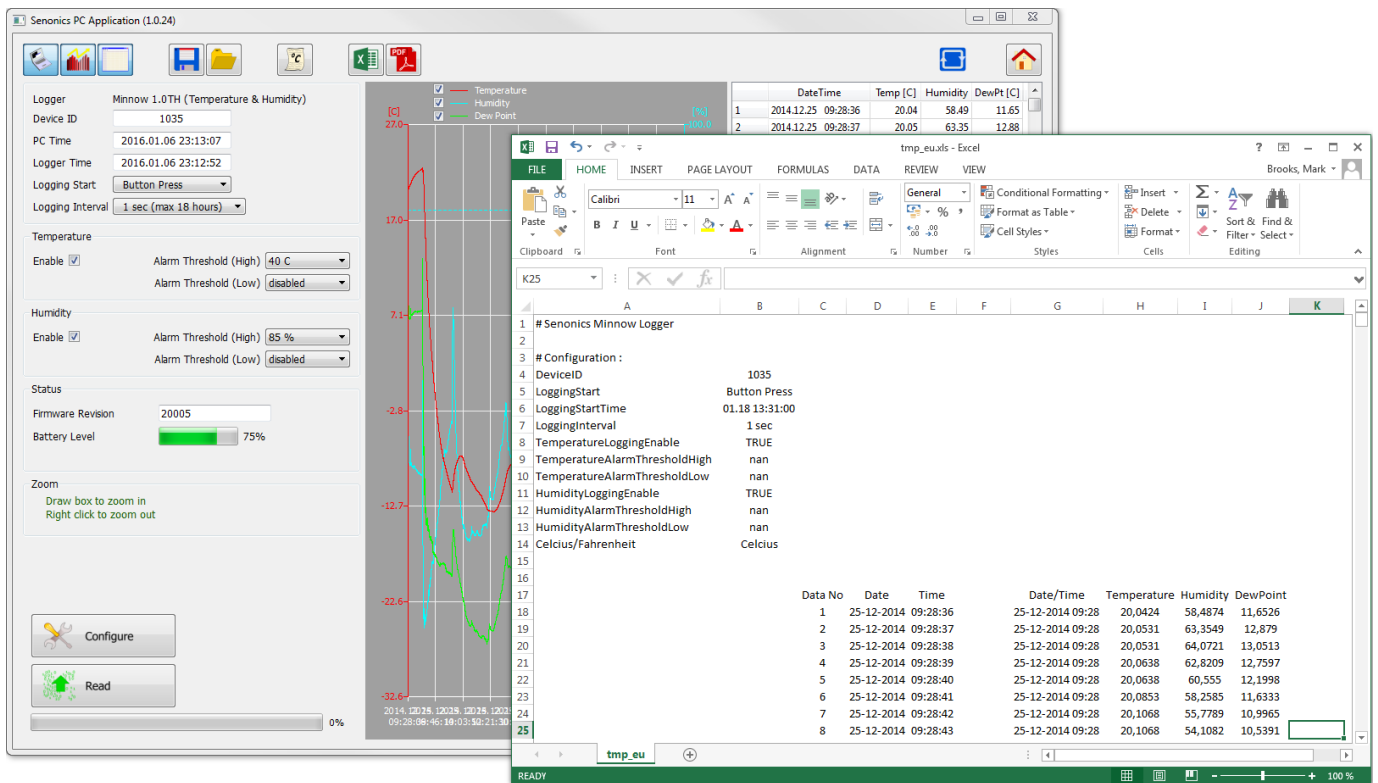 Senonics PC Application (1.0.24)
°C
PDF
Logger Minnow 1.0TH (Temperature & Humidity)
Device ID 1035
PC Time 2016.01.06 23:13:07
Logger Time 2016.01.06 23:12:52
Logging Start Button Press
Logging Interval 1 sec (max 18 hours)
Temperature
Enable Alarm Threshold (High) 40 C
Alarm Threshold (Low) disabled
Humidity
Enable Alarm Threshold (High) 85 %
Alarm Threshold (Low) disabled
Status
Firmware Revision 20005
Battery Level 75%
Zoom
Draw box to zoom in
Right click to zoom out
Configure
Read
0%
Temperature
Humidity
Dew Point
[C] [%]
27.0 100.0
17.0
7.1
-2.8
-12.7
-22.6
-32.6
DateTime Temp [C] Humidity DewPt [C]
1 2014.12.25 09:28:36 20.04 58.49 11.65
2 2014.12.25 09:28:37 20.05 63.35 12.88
tmp_eu.xls - Excel
FILE HOME INSERT PAGE LAYOUT FORMULAS DATA REVIEW VIEW Brooks, Mark
Paste
Calibri 11
B I U
General
Conditional Formatting
Format as Table
Cell Styles
Insert
Delete
Format
Sort & Filter
Find & Select
Clipboard Font Alignment Number Styles Cells Editing
K25 fx
A B C D E F G H I J K
1 # Senonics Minnow Logger
2
3 # Configuration :
4 DeviceID 1035
5 LoggingStart Button Press
6 LoggingStartTime 01.18 13:31:00
7 LoggingInterval 1 sec
8 TemperatureLoggingEnable TRUE
9 TemperatureAlarmThresholdHigh nan
10 TemperatureAlarmThresholdLow nan
11 HumidityLoggingEnable TRUE
12 HumidityAlarmThresholdHigh nan
13 HumidityAlarmThresholdLow nan
14 Celcius/Fahrenheit Celcius
15
16
17 Data No Date Time Date/Time Temperature Humidity DewPoint
18 1 25-12-2014 09:28:36 25-12-2014 09:28 20,0424 58,4874 11,6526
19 2 25-12-2014 09:28:37 25-12-2014 09:28 20,0531 63,3549 12,879
20 3 25-12-2014 09:28:38 25-12-2014 09:28 20,0531 64,0721 13,0513
21 4 25-12-2014 09:28:39 25-12-2014 09:28 20,0638 62,8209 12,7597
22 5 25-12-2014 09:28:40 25-12-2014 09:28 20,0638 60,555 12,1998
23 6 25-12-2014 09:28:41 25-12-2014 09:28 20,0853 58,2585 11,6333
24 7 25-12-2014 09:28:42 25-12-2014 09:28 20,1068 55,7789 10,9965
25 8 25-12-2014 09:28:43 25-12-2014 09:28 20,1068 54,1082 10,5391
tmp_eu
READY 100 %